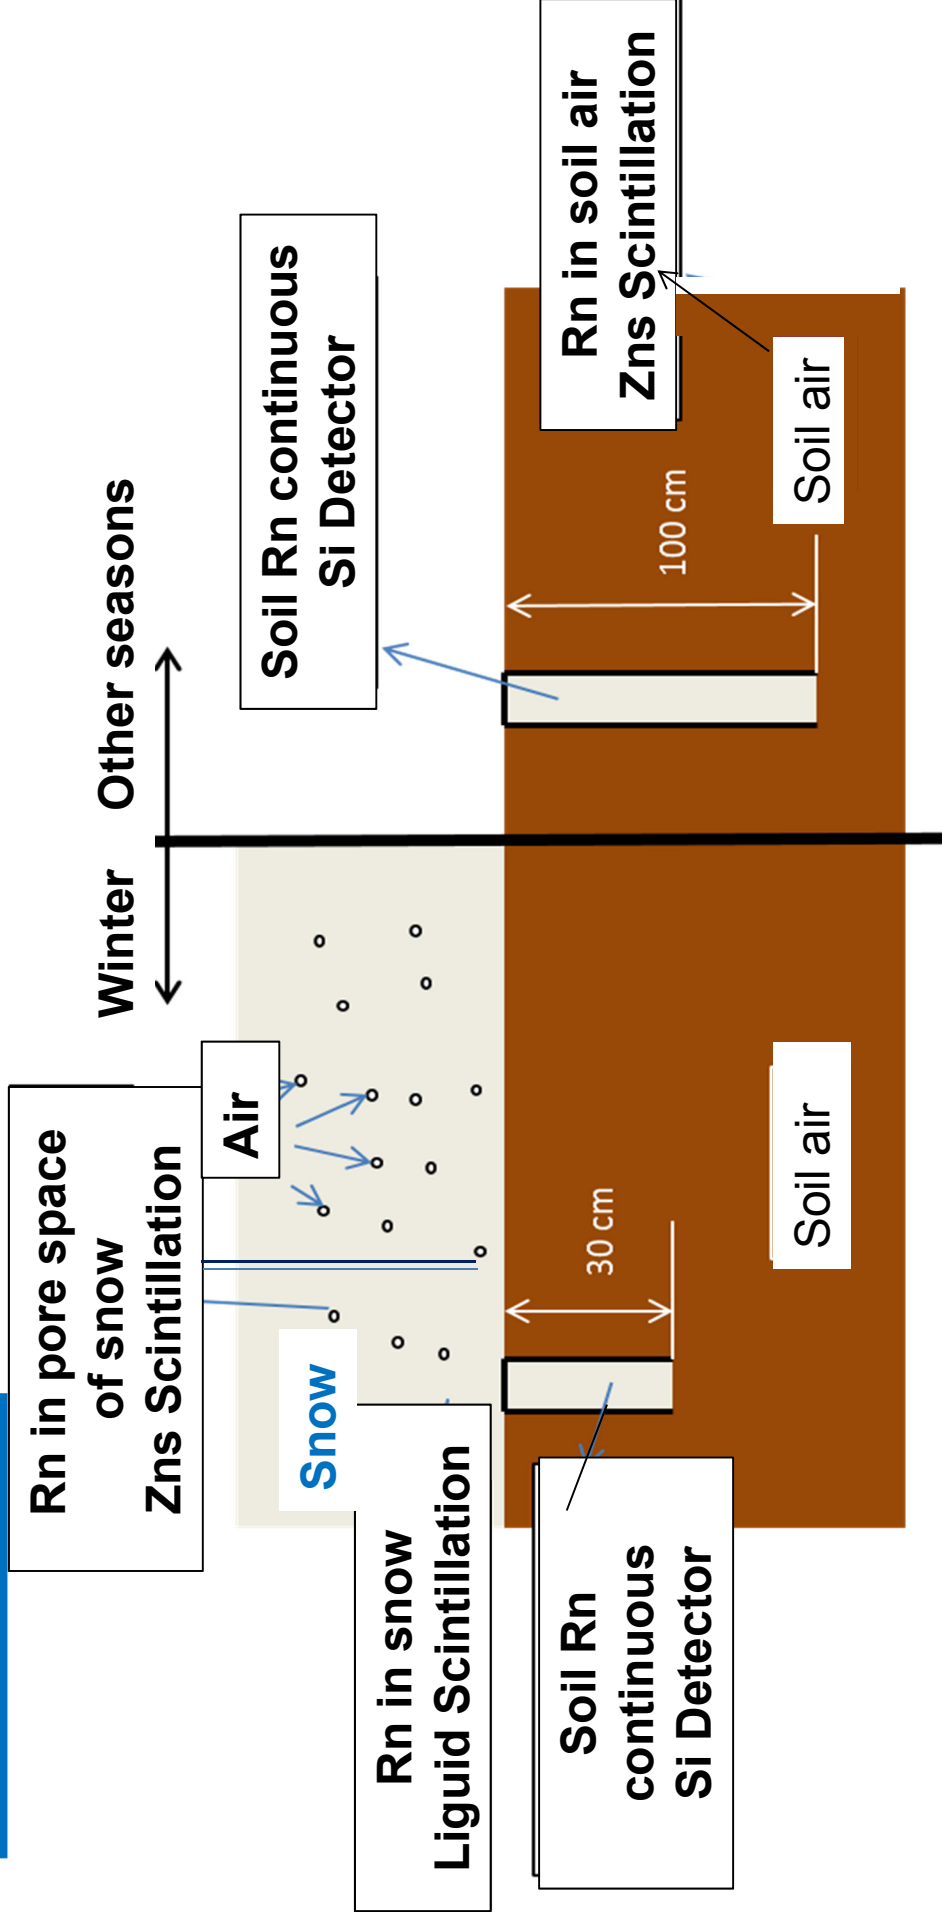 Winter
Other seasons
Rn in pore space
of snow
Zns Scintillation
Air
Soil Rn continuous
Si Detector
Snow
Rn in snow
Liguid Scintillation
Rn in soil air
Zns Scintillation
30 cm
100 cm
Soil Rn
continuous
Si Detector
Soil air
Soil air